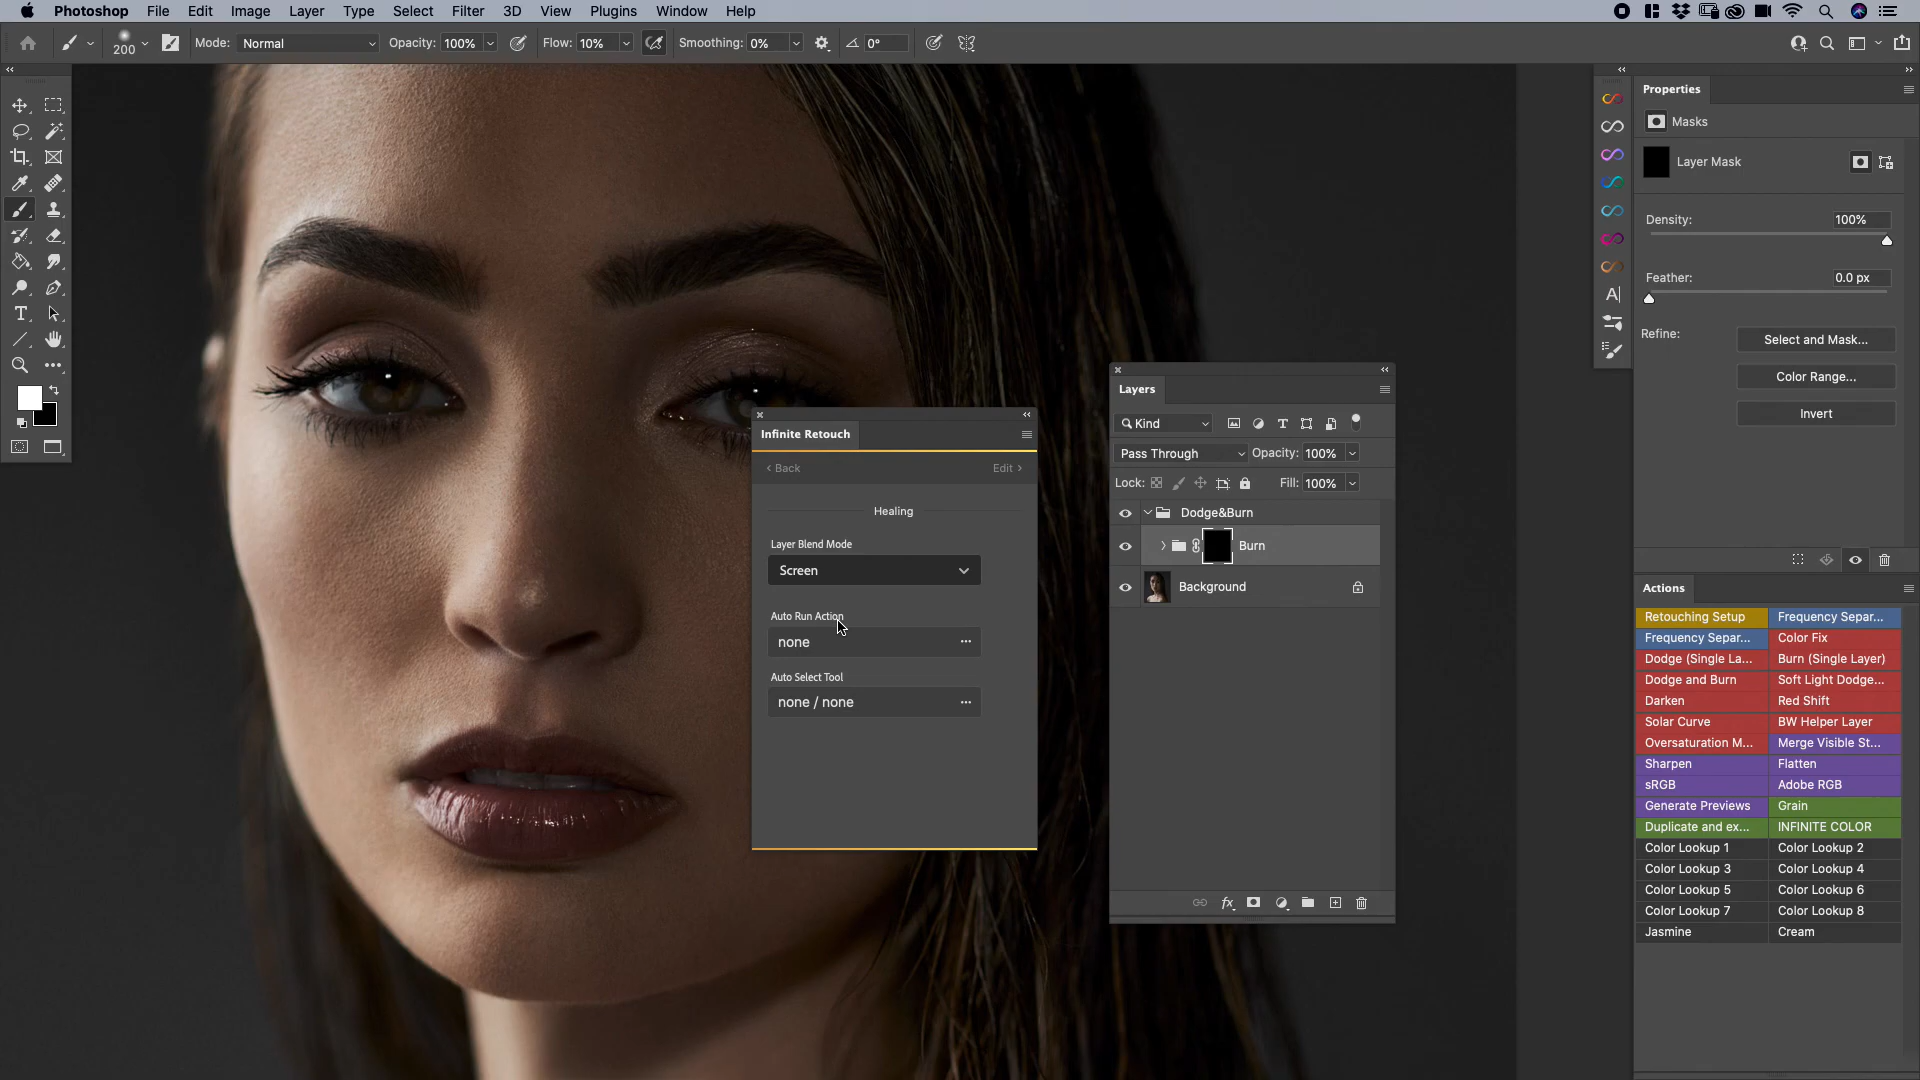 Photoshop File Edit Image Layer Type Select Filter 3D View Plugins Window Help
200 Mode: Normal Opacity: 100% Flow: 10% Smoothing: 0% 0°
Infinite Retouch
Back Edit
Healing
Layer Blend Mode
Screen
Auto Run Action
none
Auto Select Tool
none / none
Layers
Kind
Pass Through Opacity: 100%
Lock: Fill: 100%
Dodge&Burn
Burn
Background
fx
Properties
Masks
Layer Mask
Density: 100%
Feather: 0.0 px
Refine: Select and Mask...
Color Range...
Invert
Actions
Retouching Setup Frequency Separ...
Frequency Separ... Color Fix
Dodge (Single La... Burn (Single Layer)
Dodge and Burn Soft Light Dodge...
Darken Red Shift
Solar Curve BW Helper Layer
Oversaturation M... Merge Visible St...
Sharpen Flatten
sRGB Adobe RGB
Generate Previews Grain
Duplicate and ex... INFINITE COLOR
Color Lookup 1 Color Lookup 2
Color Lookup 3 Color Lookup 4
Color Lookup 5 Color Lookup 6
Color Lookup 7 Color Lookup 8
Jasmine Cream